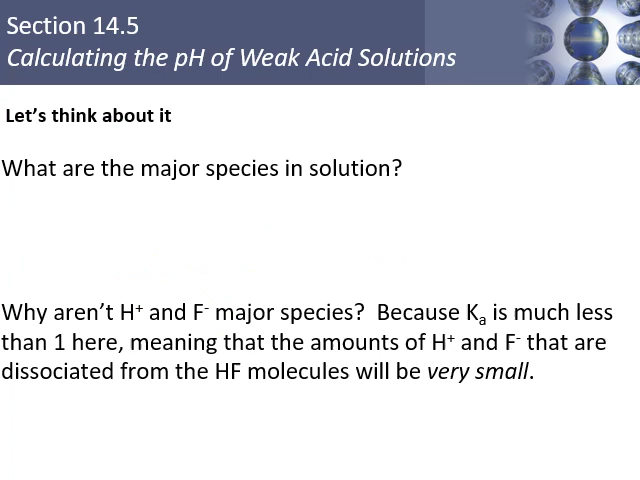 Section 14.5
Calculating the pH of Weak Acid Solutions
Let’s think about it
What are the major species in solution?
Why aren’t H⁺ and F⁻ major species?  Because Kₐ is much less
than 1 here, meaning that the amounts of H⁺ and F⁻ that are
dissociated from the HF molecules will be very small.